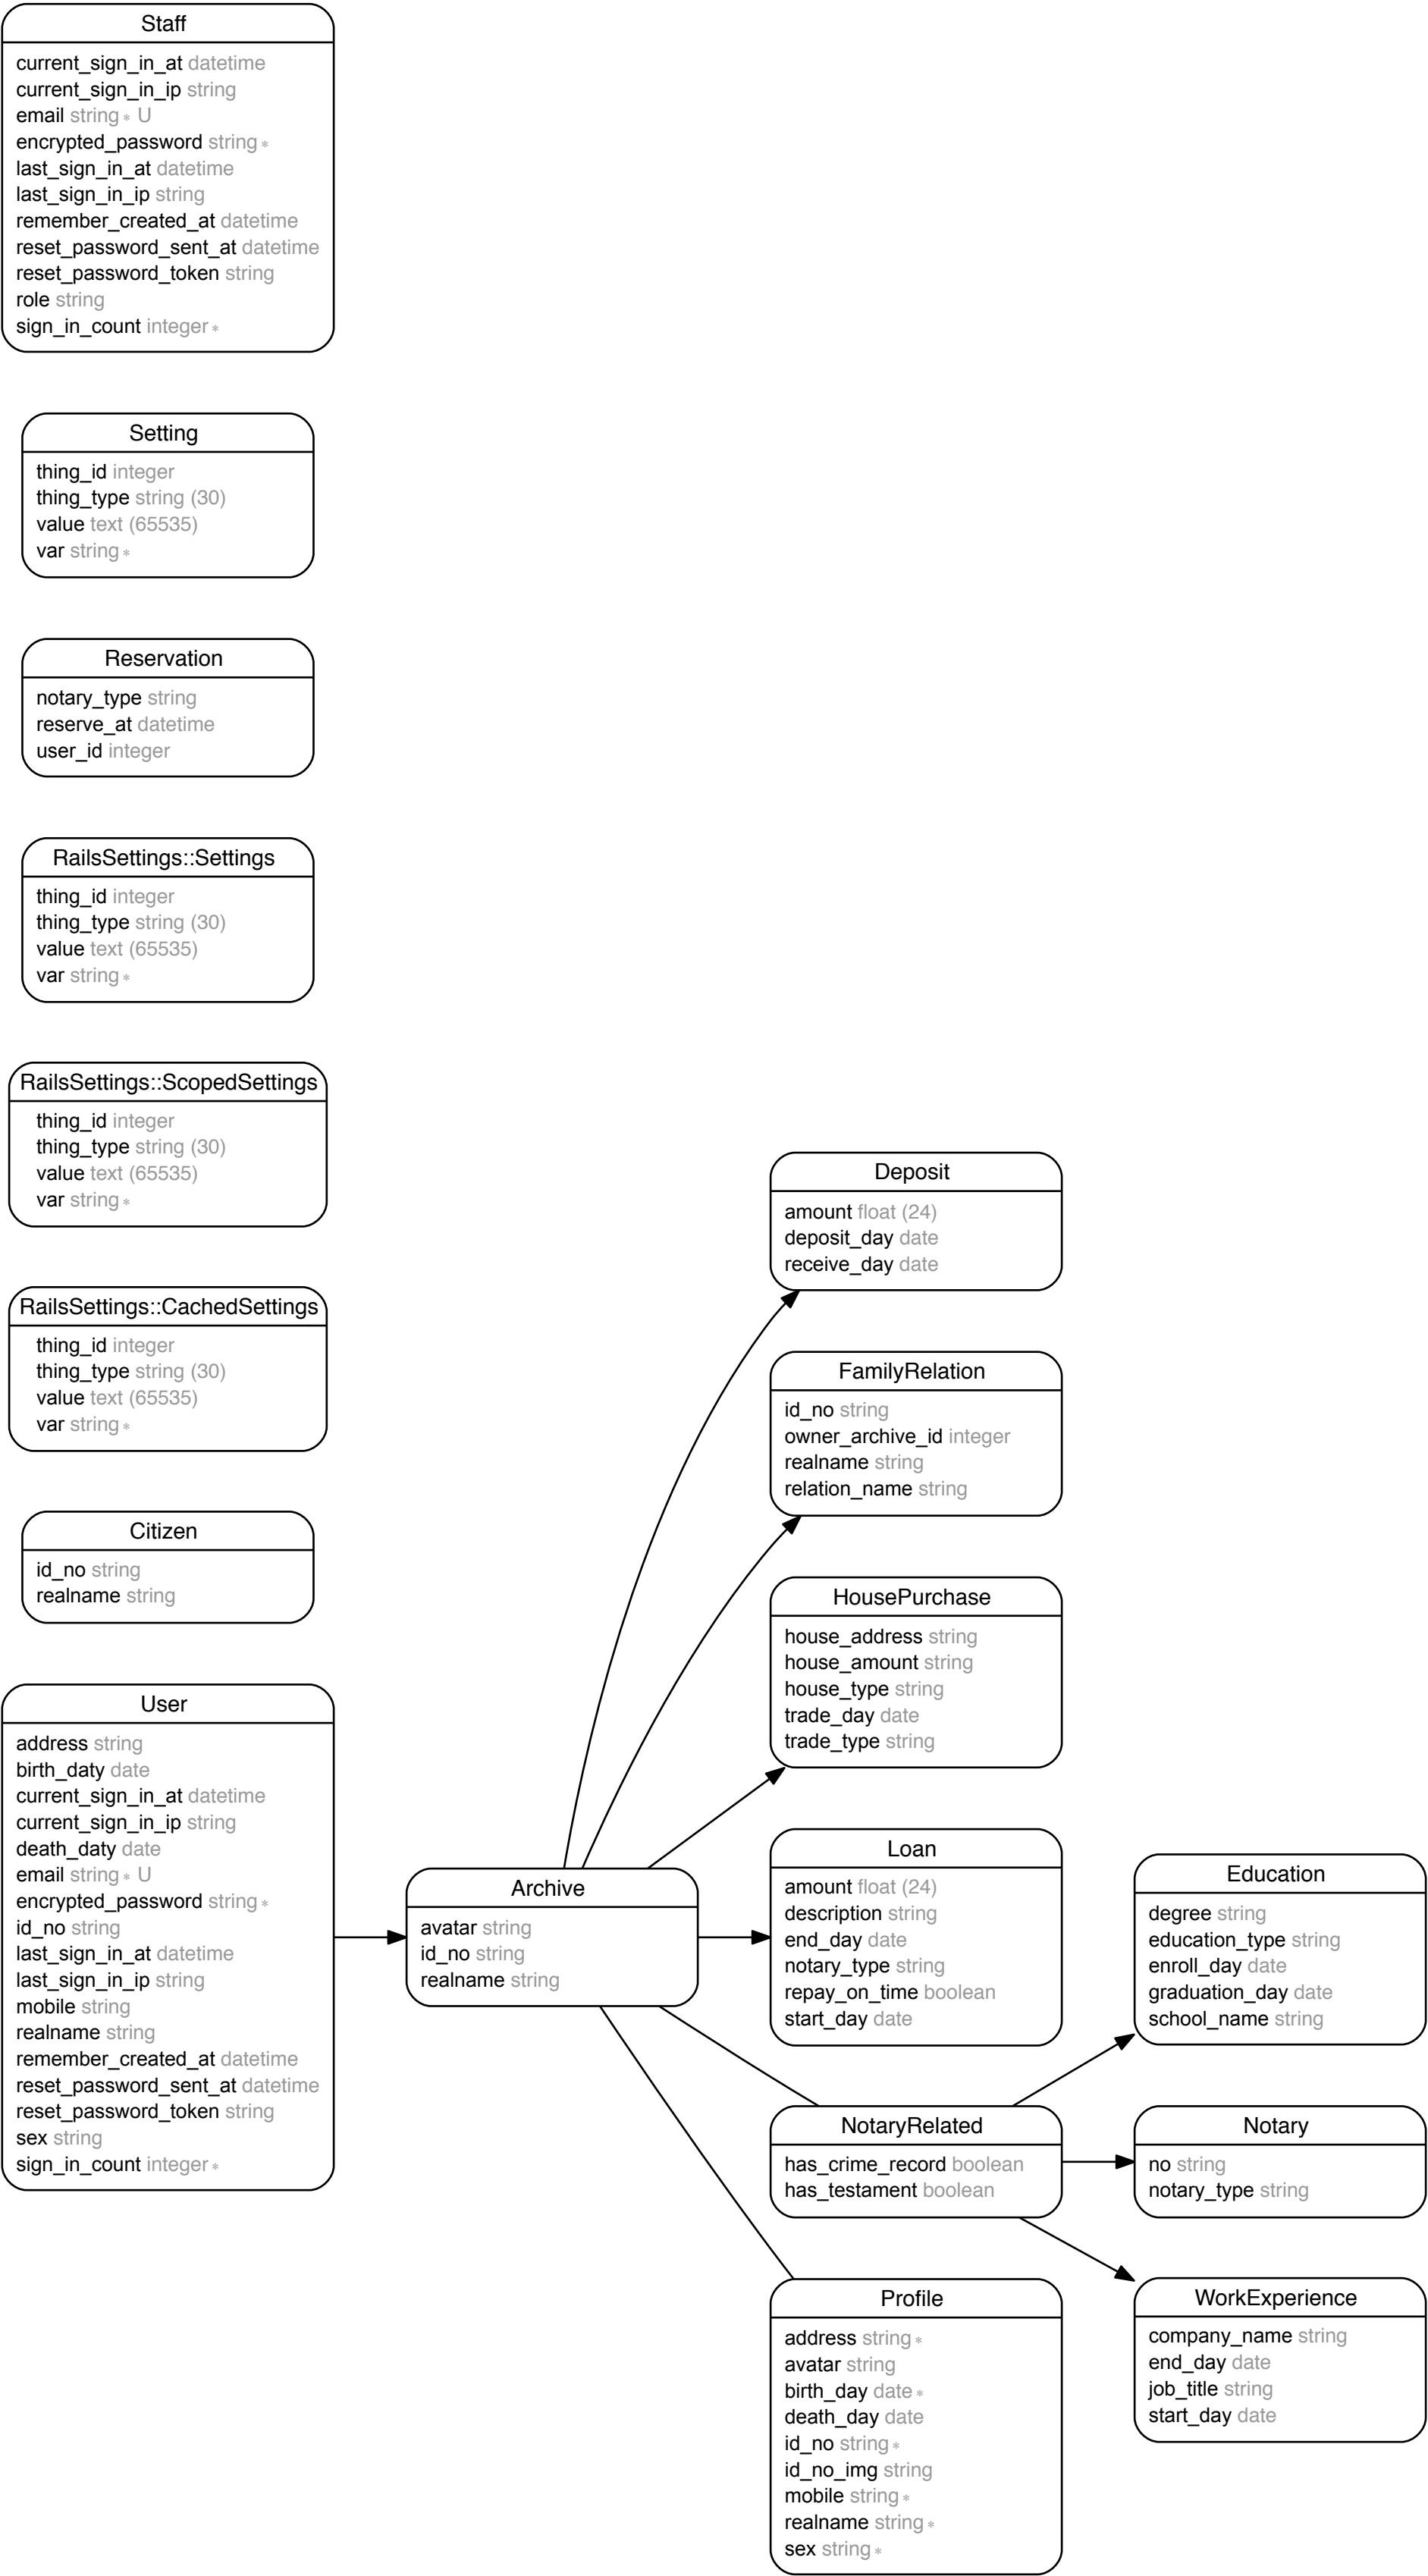 Staff
current_sign_in_at datetime
current_sign_in_ip string
email string * U
encrypted_password string *
last_sign_in_at datetime
last_sign_in_ip string
remember_created_at datetime
reset_password_sent_at datetime
reset_password_token string
role string
sign_in_count integer *
Setting
thing_id integer
thing_type string (30)
value text (65535)
var string *
Reservation
notary_type string
reserve_at datetime
user_id integer
RailsSettings::Settings
thing_id integer
thing_type string (30)
value text (65535)
var string *
RailsSettings::ScopedSettings
thing_id integer
thing_type string (30)
value text (65535)
var string *
RailsSettings::CachedSettings
thing_id integer
thing_type string (30)
value text (65535)
var string *
Citizen
id_no string
realname string
User
address string
birth_daty date
current_sign_in_at datetime
current_sign_in_ip string
death_daty date
email string * U
encrypted_password string *
id_no string
last_sign_in_at datetime
last_sign_in_ip string
mobile string
realname string
remember_created_at datetime
reset_password_sent_at datetime
reset_password_token string
sex string
sign_in_count integer *
Archive
avatar string
id_no string
realname string
Deposit
amount float (24)
deposit_day date
receive_day date
FamilyRelation
id_no string
owner_archive_id integer
realname string
relation_name string
HousePurchase
house_address string
house_amount string
house_type string
trade_day date
trade_type string
Loan
amount float (24)
description string
end_day date
notary_type string
repay_on_time boolean
start_day date
NotaryRelated
has_crime_record boolean
has_testament boolean
Profile
address string *
avatar string
birth_day date *
death_day date
id_no string *
id_no_img string
mobile string *
realname string *
sex string *
Education
degree string
education_type string
enroll_day date
graduation_day date
school_name string
Notary
no string
notary_type string
WorkExperience
company_name string
end_day date
job_title string
start_day date